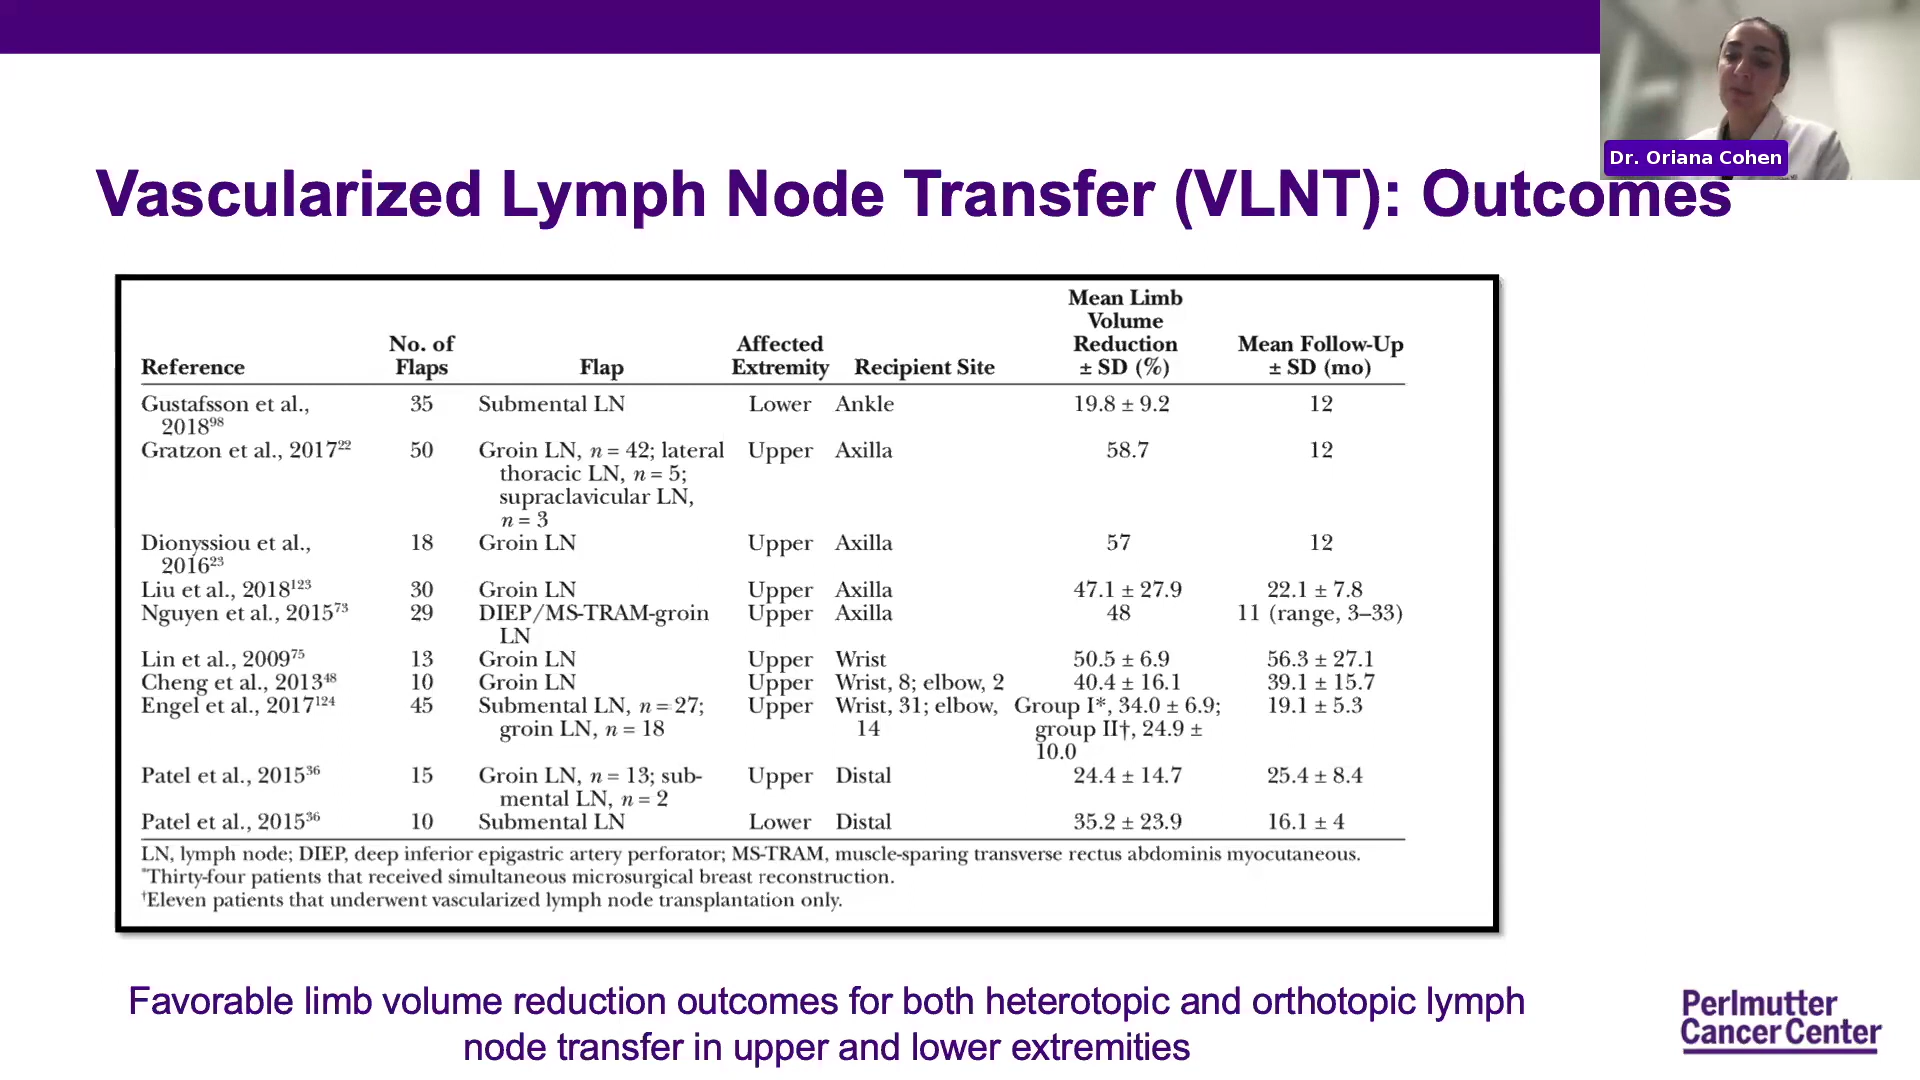 Dr. Oriana Cohen
Vascularized Lymph Node Transfer (VLNT): Outcomes
Mean Limb
Volume
No. of Affected Reduction Mean Follow-Up
Reference Flaps Flap Extremity Recipient Site ± SD (%) ± SD (mo)
Gustafsson et al., 35 Submental LN Lower Ankle 19.8 ± 9.2 12
2018⁹⁸
Gratzon et al., 2017²² 50 Groin LN, n = 42; lateral Upper Axilla 58.7 12
thoracic LN, n = 5;
supraclavicular LN,
n = 3
Dionyssiou et al., 18 Groin LN Upper Axilla 57 12
2016²³
Liu et al., 2018¹²³ 30 Groin LN Upper Axilla 47.1 ± 27.9 22.1 ± 7.8
Nguyen et al., 2015⁷³ 29 DIEP/MS-TRAM-groin Upper Axilla 48 11 (range, 3–33)
LN
Lin et al., 2009⁷⁵ 13 Groin LN Upper Wrist 50.5 ± 6.9 56.3 ± 27.1
Cheng et al., 2013⁴⁸ 10 Groin LN Upper Wrist, 8; elbow, 2 40.4 ± 16.1 39.1 ± 15.7
Engel et al., 2017¹²⁴ 45 Submental LN, n = 27; Upper Wrist, 31; elbow, Group I*, 34.0 ± 6.9; 19.1 ± 5.3
groin LN, n = 18 14 group II†, 24.9 ±
10.0
Patel et al., 2015³⁶ 15 Groin LN, n = 13; sub- Upper Distal 24.4 ± 14.7 25.4 ± 8.4
mental LN, n = 2
Patel et al., 2015³⁶ 10 Submental LN Lower Distal 35.2 ± 23.9 16.1 ± 4
LN, lymph node; DIEP, deep inferior epigastric artery perforator; MS-TRAM, muscle-sparing transverse rectus abdominis myocutaneous.
*Thirty-four patients that received simultaneous microsurgical breast reconstruction.
†Eleven patients that underwent vascularized lymph node transplantation only.
Favorable limb volume reduction outcomes for both heterotopic and orthotopic lymph
node transfer in upper and lower extremities
Perlmutter
Cancer Center